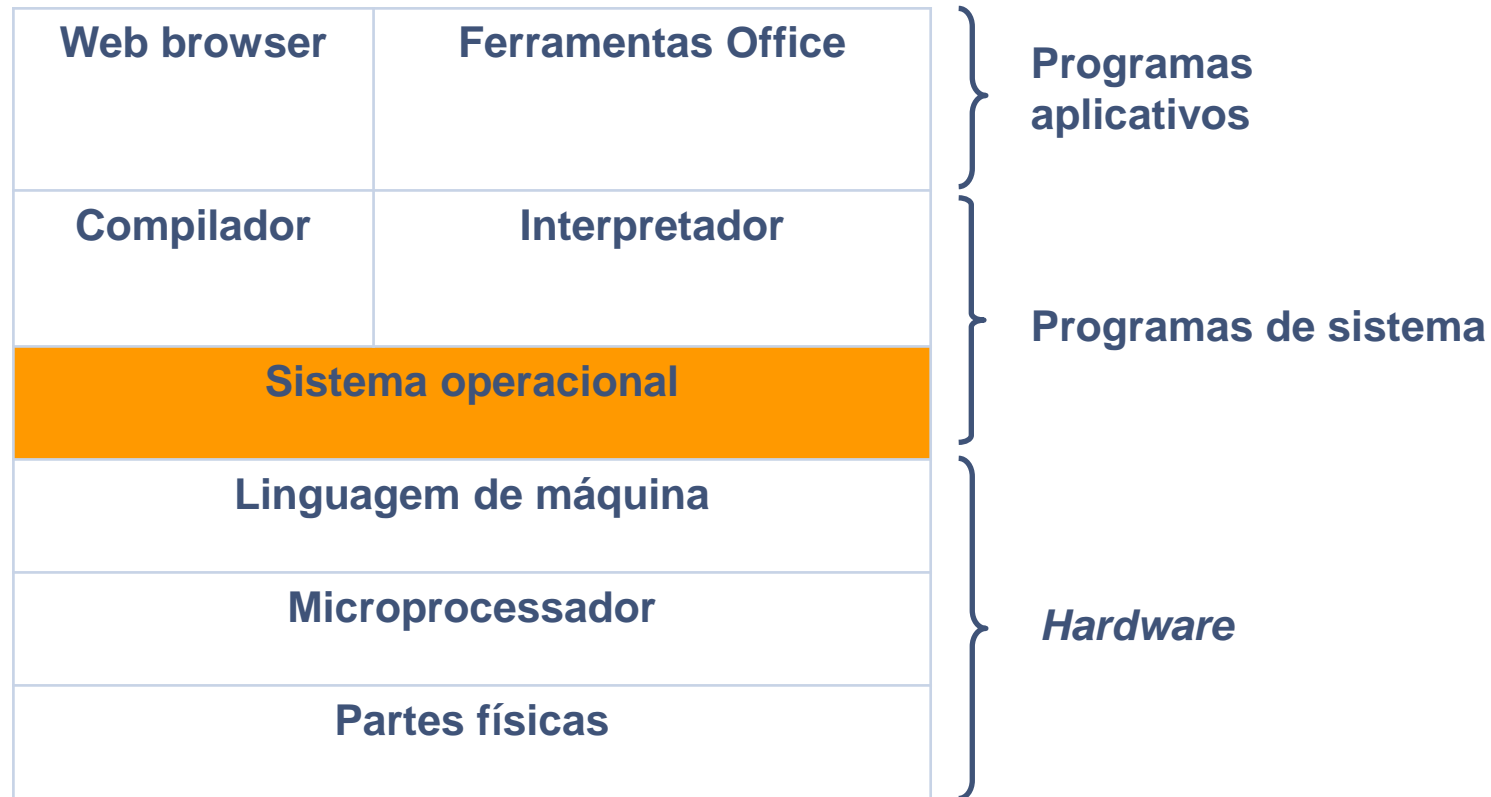 Web browser
Ferramentas Office
Programas
aplicativos
Compilador
Interpretador
Programas de sistema
Sistema operacional
Linguagem de máquina
Microprocessador
Hardware
Partes físicas